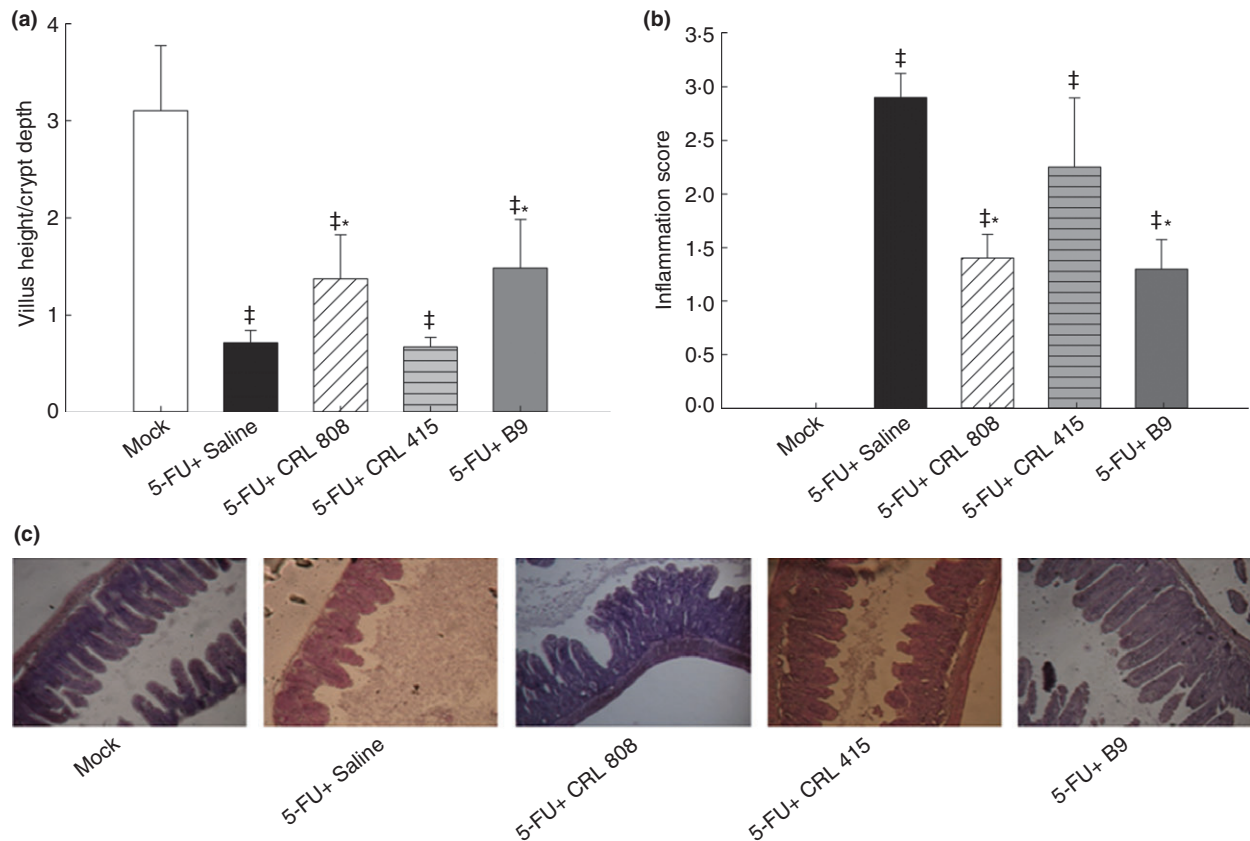 (a)
Villus height/crypt depth
4
3
2
1
0
‡
‡*
‡
‡*
Mock
5-FU+ Saline
5-FU+ CRL 808
5-FU+ CRL 415
5-FU+ B9
(b)
Inflammation score
3·5
3·0
2·5
2·0
1·5
1·0
0·5
0·0
‡
‡*
‡
‡*
Mock
5-FU+ Saline
5-FU+ CRL 808
5-FU+ CRL 415
5-FU+ B9
(c)
Mock
5-FU+ Saline
5-FU+ CRL 808
5-FU+ CRL 415
5-FU+ B9